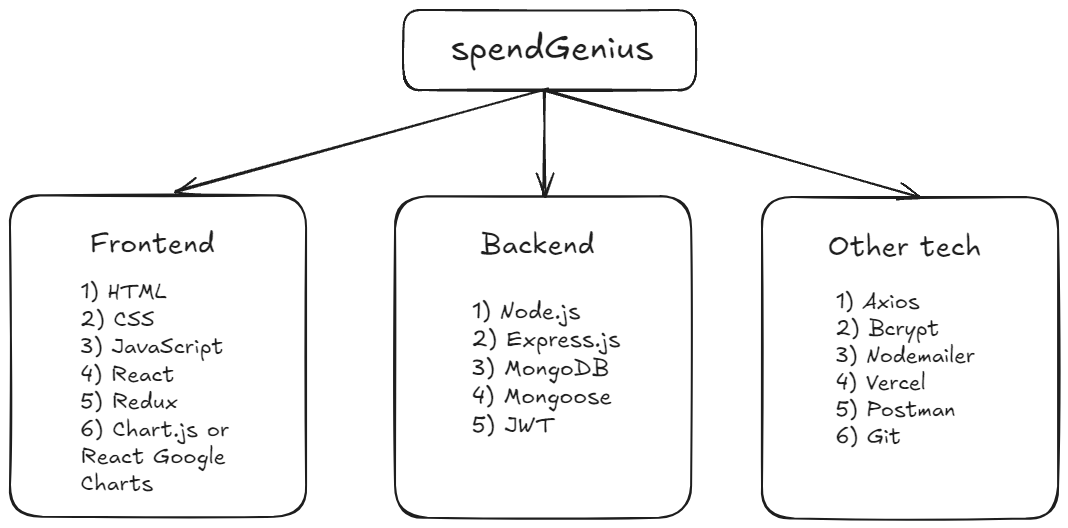 spendGenius
Frontend
1) HTML
2) CSS
3) JavaScript
4) React
5) Redux
6) Chart.js or
React Google
Charts
Backend
1) Node.js
2) Express.js
3) MongoDB
4) Mongoose
5) JWT
Other tech
1) Axios
2) Bcrypt
3) Nodemailer
4) Vercel
5) Postman
6) Git